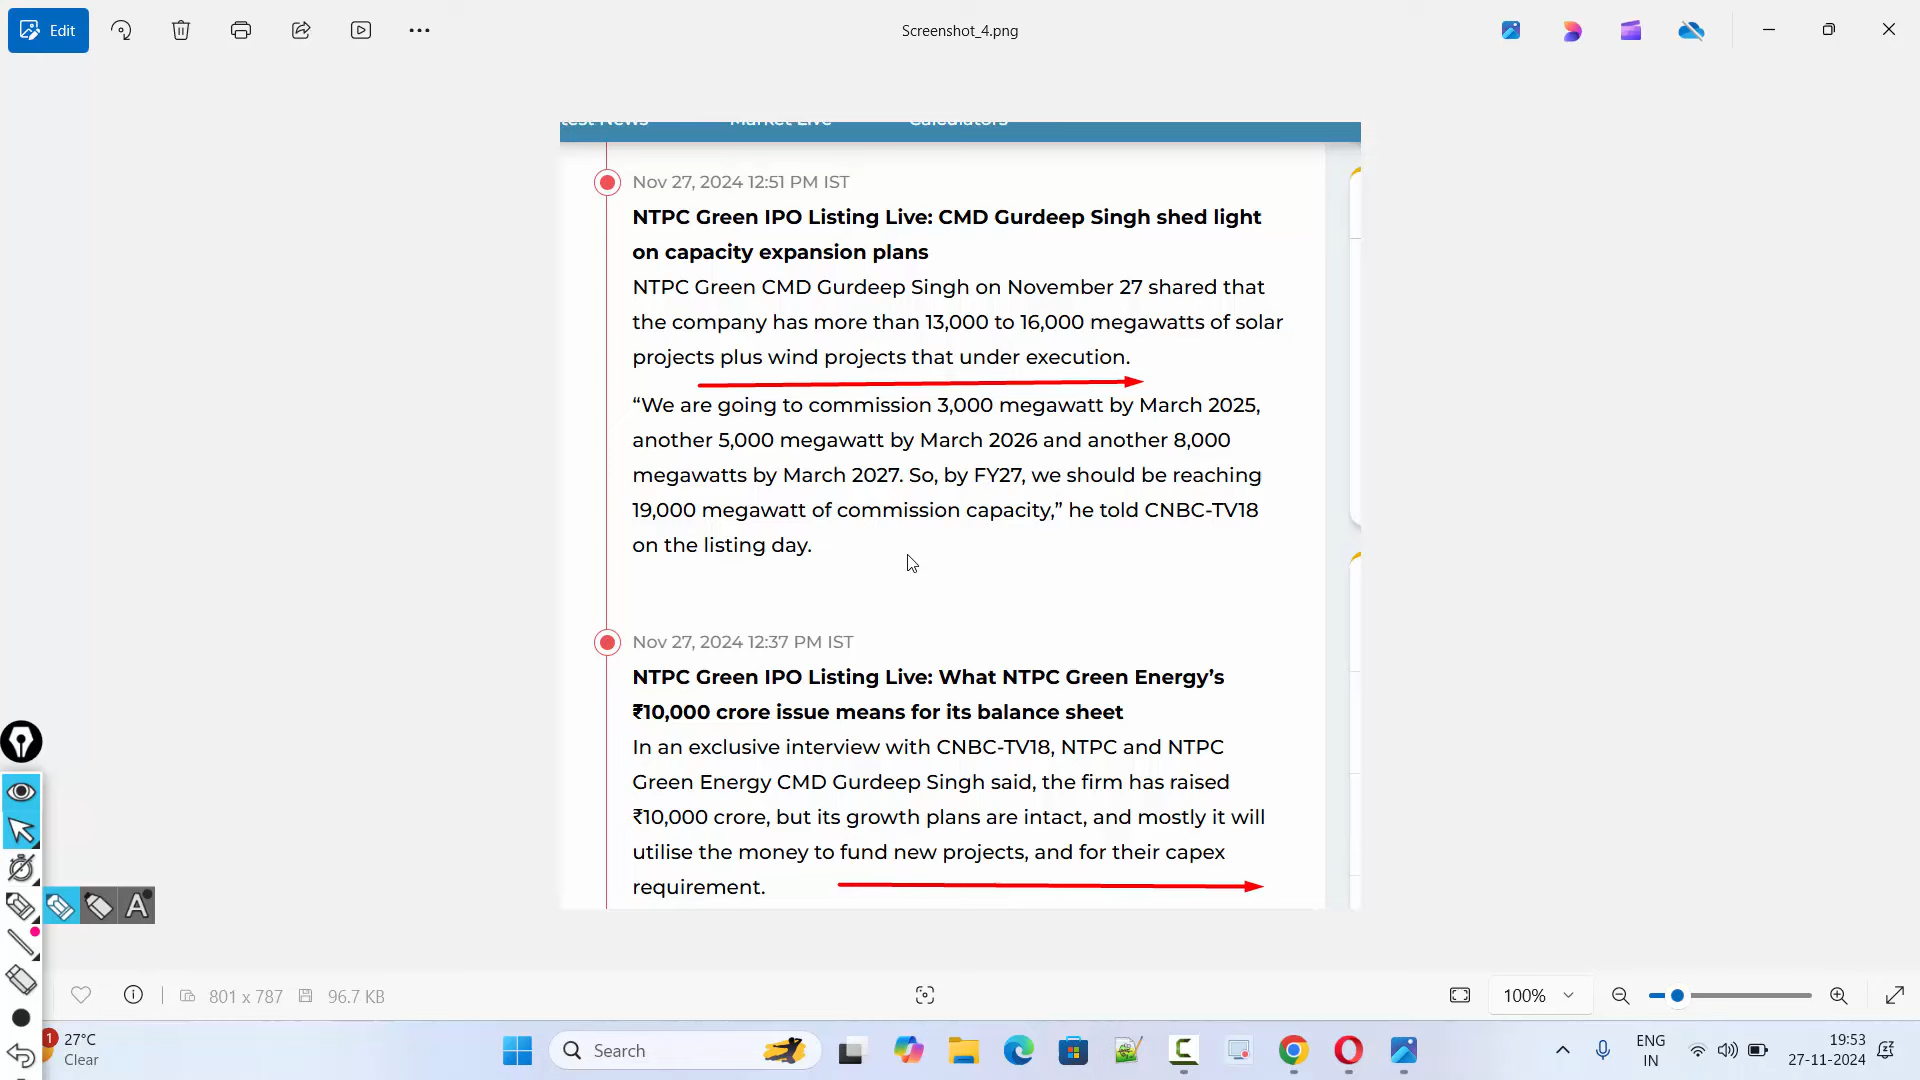 Edit
Screenshot_4.png
test News Market Live Calculators
Nov 27, 2024 12:51 PM IST
NTPC Green IPO Listing Live: CMD Gurdeep Singh shed light
on capacity expansion plans
NTPC Green CMD Gurdeep Singh on November 27 shared that
the company has more than 13,000 to 16,000 megawatts of solar
projects plus wind projects that under execution.
“We are going to commission 3,000 megawatt by March 2025,
another 5,000 megawatt by March 2026 and another 8,000
megawatts by March 2027. So, by FY27, we should be reaching
19,000 megawatt of commission capacity,” he told CNBC-TV18
on the listing day.
Nov 27, 2024 12:37 PM IST
NTPC Green IPO Listing Live: What NTPC Green Energy’s
₹10,000 crore issue means for its balance sheet
In an exclusive interview with CNBC-TV18, NTPC and NTPC
Green Energy CMD Gurdeep Singh said, the firm has raised
₹10,000 crore, but its growth plans are intact, and mostly it will
utilise the money to fund new projects, and for their capex
requirement.
A
801 x 787 96.7 KB
100%
1
27°C
Clear
Search
ENG
IN
19:53
27-11-2024